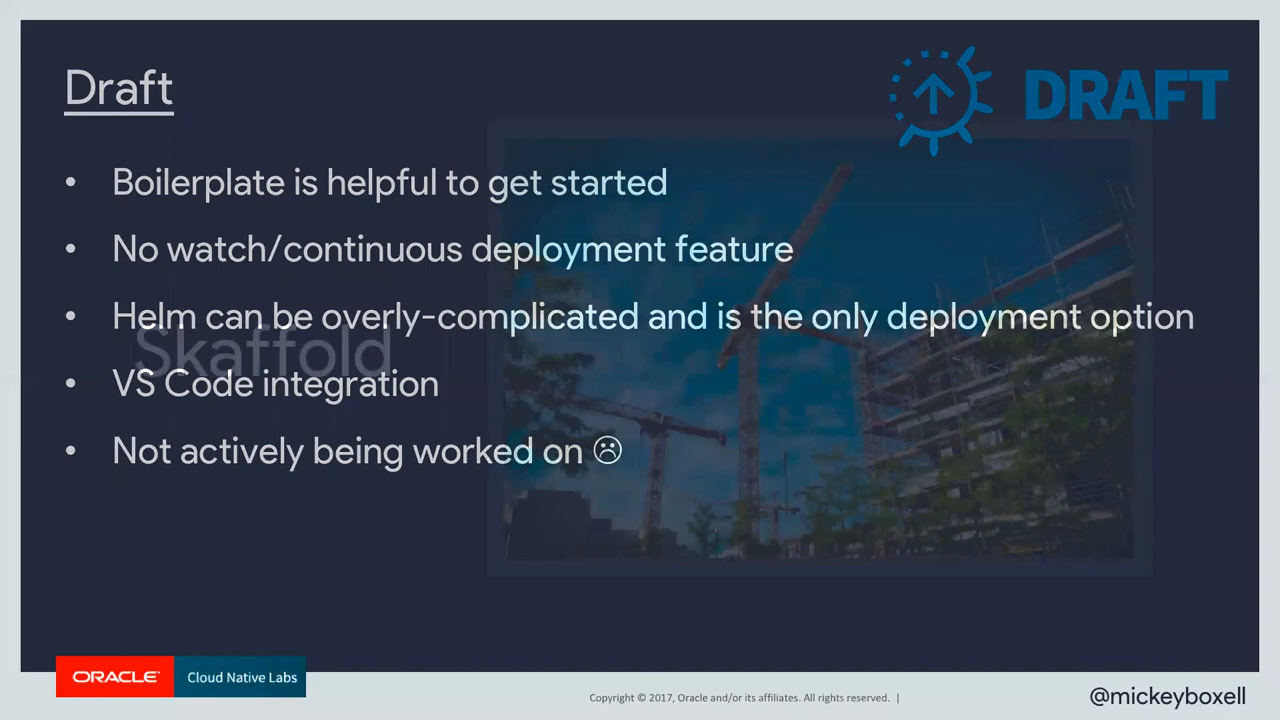 Draft
DRAFT
• Boilerplate is helpful to get started
• No watch/continuous deployment feature
• Helm can be overly-complicated and is the only deployment option
Skaffold
• VS Code integration
• Not actively being worked on ☹
ORACLE Cloud Native Labs
Copyright © 2017, Oracle and/or its affiliates. All rights reserved. |
@mickeyboxell